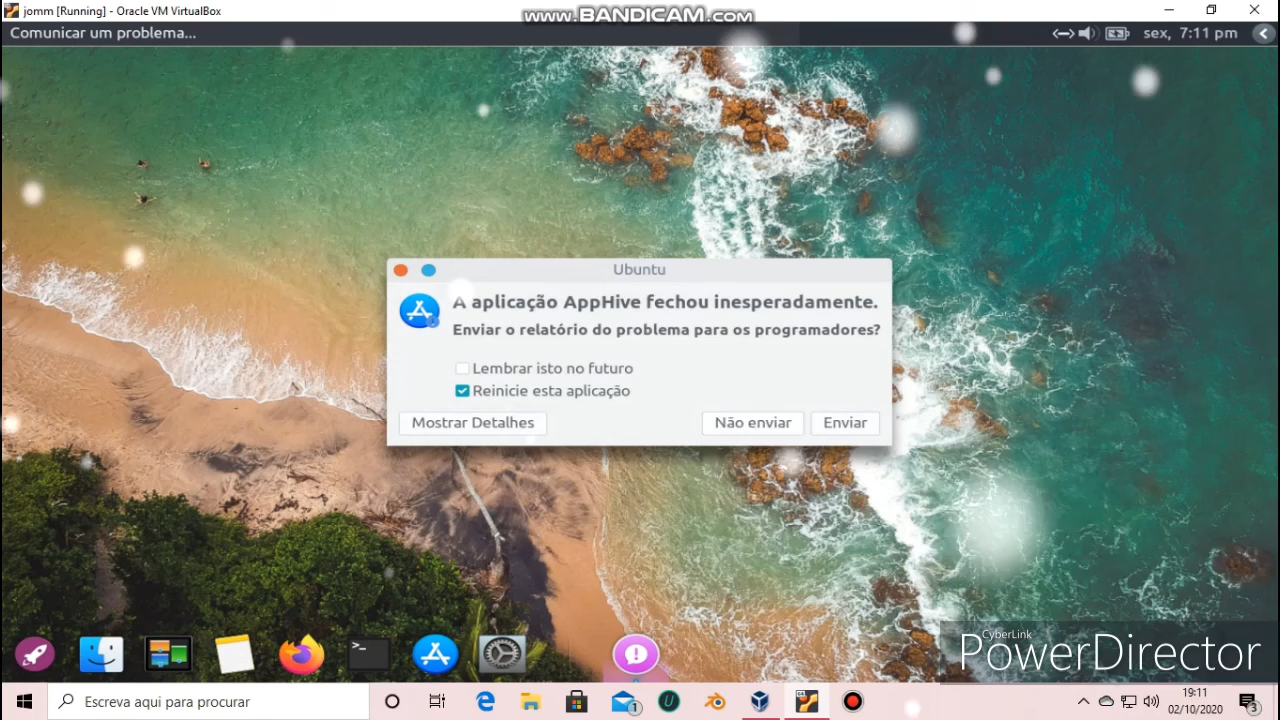 jomm [Running] - Oracle VM VirtualBox
www.BANDICAM.com
Comunicar um problema...
sex, 7:11 pm
Ubuntu
A aplicação AppHive fechou inesperadamente.
Enviar o relatório do problema para os programadores?
Lembrar isto no futuro
Reinicie esta aplicação
Mostrar Detalhes
Não enviar
Enviar
>_
CyberLink
PowerDirector
Escreva aqui para procurar
1
U
19:11
02/10/2020
3